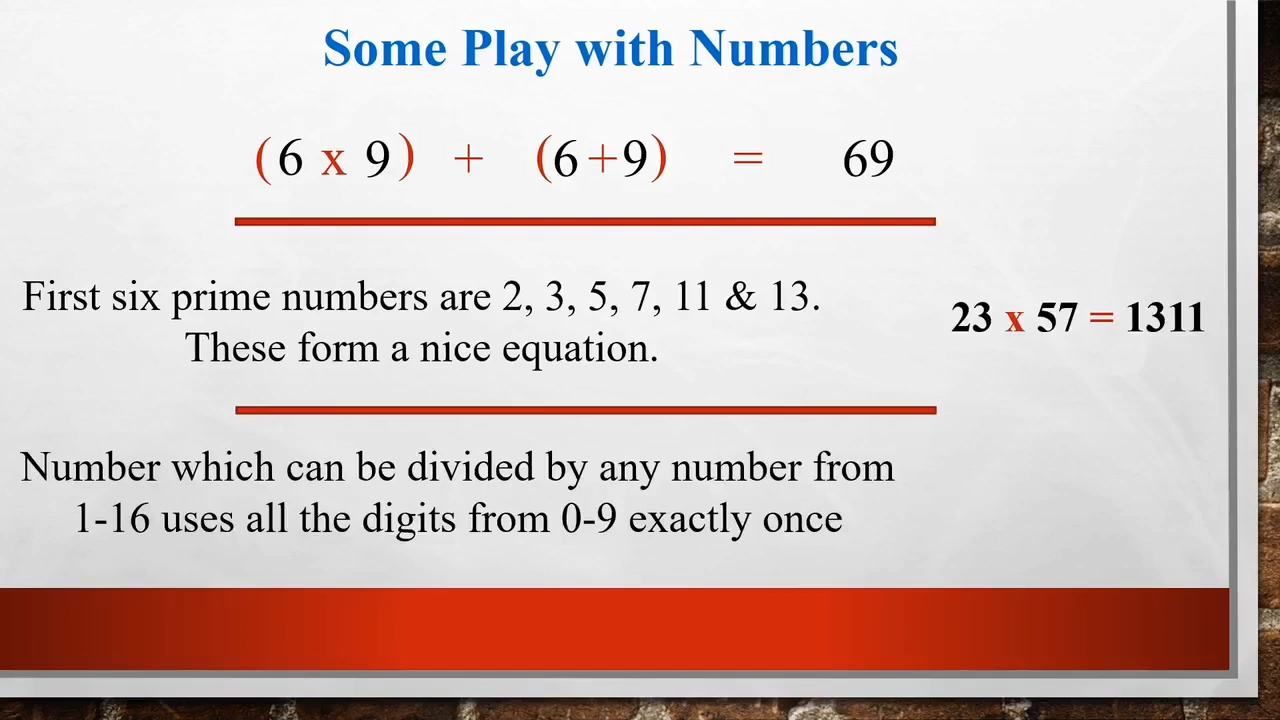 Some Play with Numbers
(6 x 9) + (6+9) = 69
First six prime numbers are 2, 3, 5, 7, 11 & 13.
These form a nice equation.
23 x 57 = 1311
Number which can be divided by any number from
1-16 uses all the digits from 0-9 exactly once